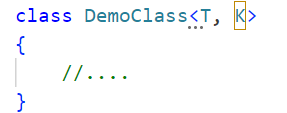 class DemoClass<T, K>
{
//....
}